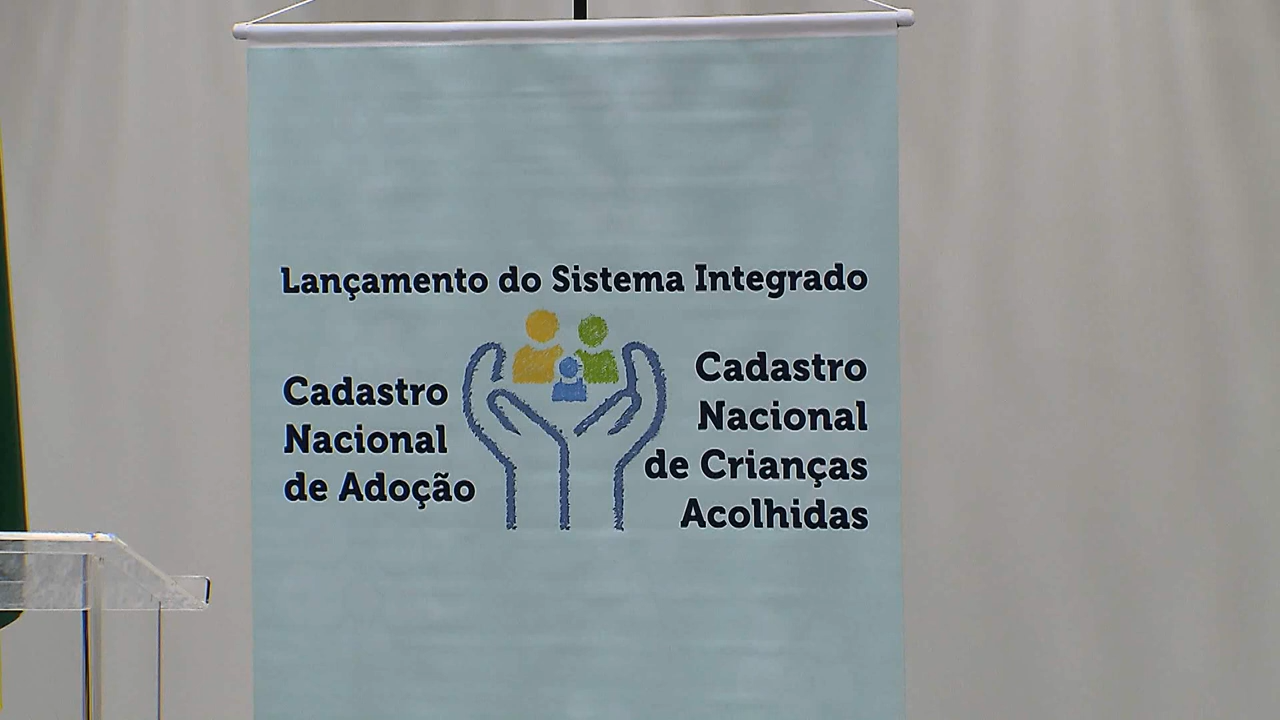 Lançamento do Sistema Integrado
Cadastro
Nacional
de Adoção
Cadastro
Nacional
de Crianças
Acolhidas